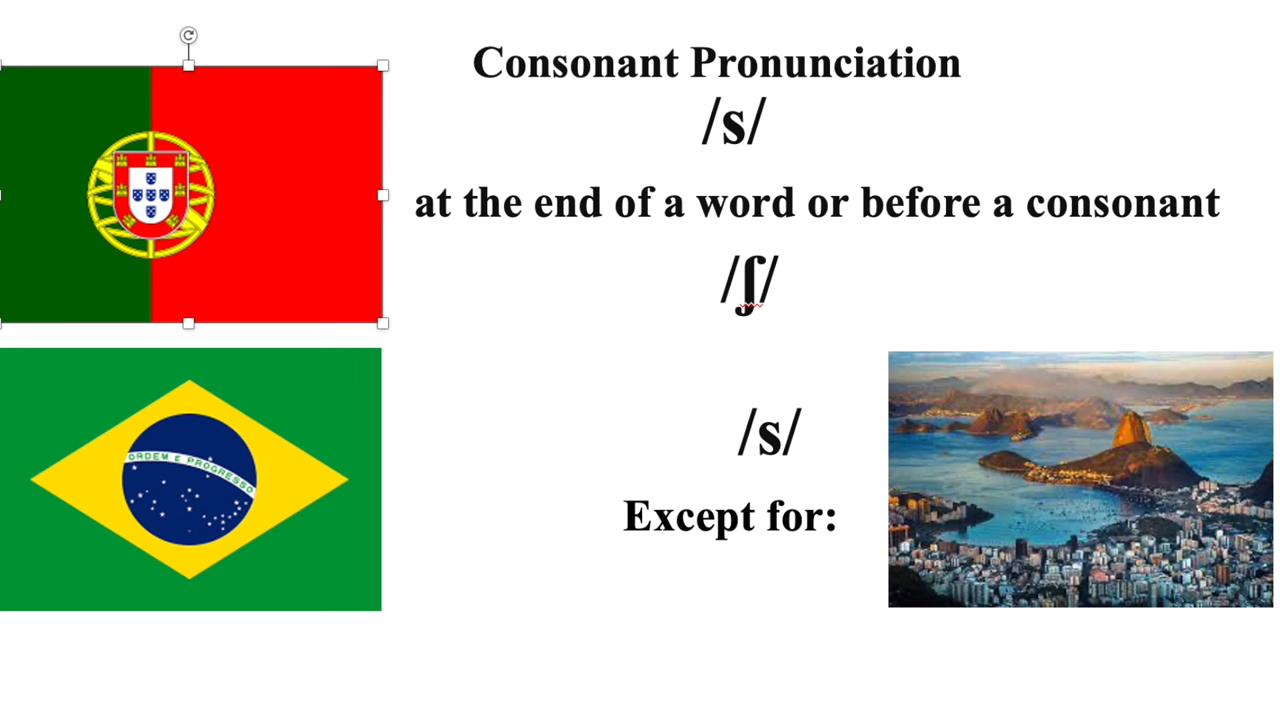 Consonant Pronunciation
/s/
at the end of a word or before a consonant
/ʃ/
ORDEM E PROGRESSO
/s/
Except for: